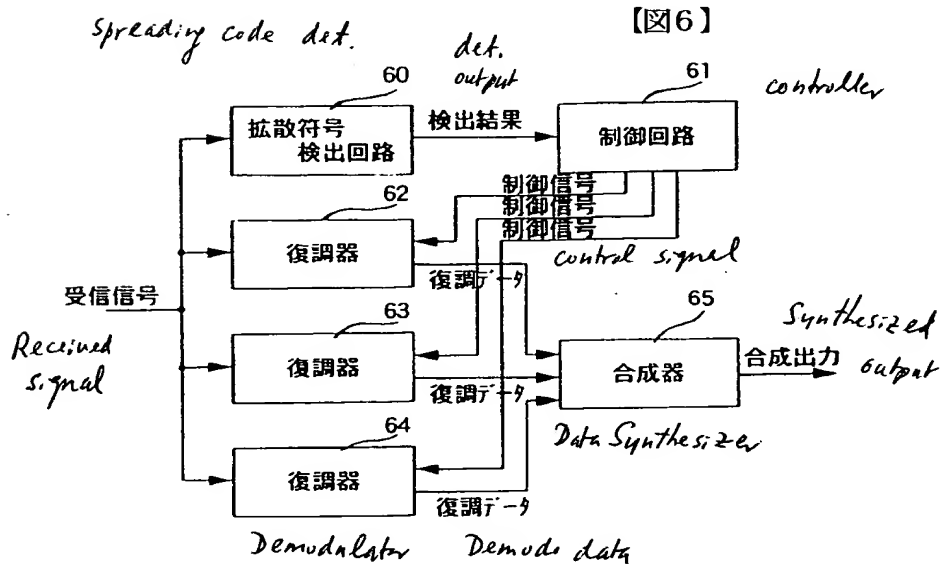 【図6】
Spreading code det.
det.
output
60
61
controller
拡散符号
検出回路
検出結果
制御回路
制御信号
制御信号
制御信号
62
復調器
control signal
復調データ
受信信号
63
65
Synthesized
output
Received
signal
復調器
合成器
合成出力
復調データ
64
Data Synthesizer
復調器
復調データ
Demodulator
Demode data